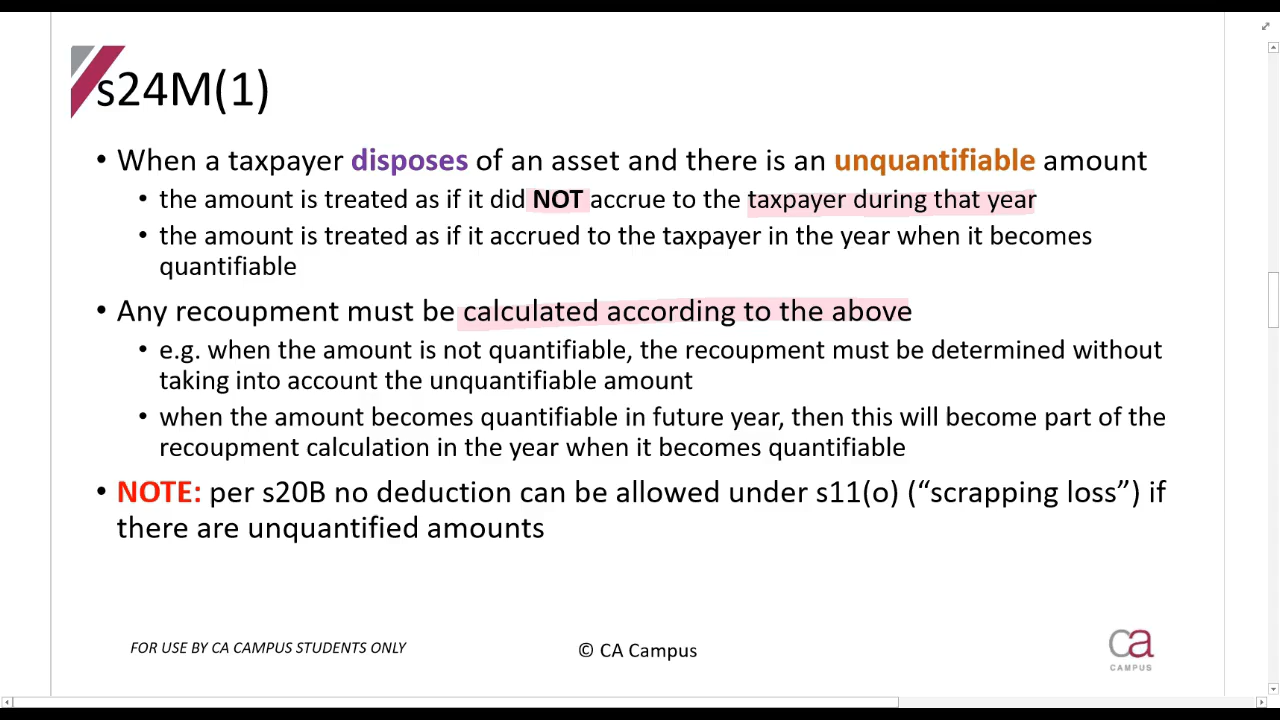 s24M(1)
• When a taxpayer disposes of an asset and there is an unquantifiable amount
• the amount is treated as if it did NOT accrue to the taxpayer during that year
• the amount is treated as if it accrued to the taxpayer in the year when it becomes
quantifiable
• Any recoupment must be calculated according to the above
• e.g. when the amount is not quantifiable, the recoupment must be determined without
taking into account the unquantifiable amount
• when the amount becomes quantifiable in future year, then this will become part of the
recoupment calculation in the year when it becomes quantifiable
• NOTE: per s20B no deduction can be allowed under s11(o) (“scrapping loss”) if
there are unquantified amounts
FOR USE BY CA CAMPUS STUDENTS ONLY
© CA Campus
ca
CAMPUS